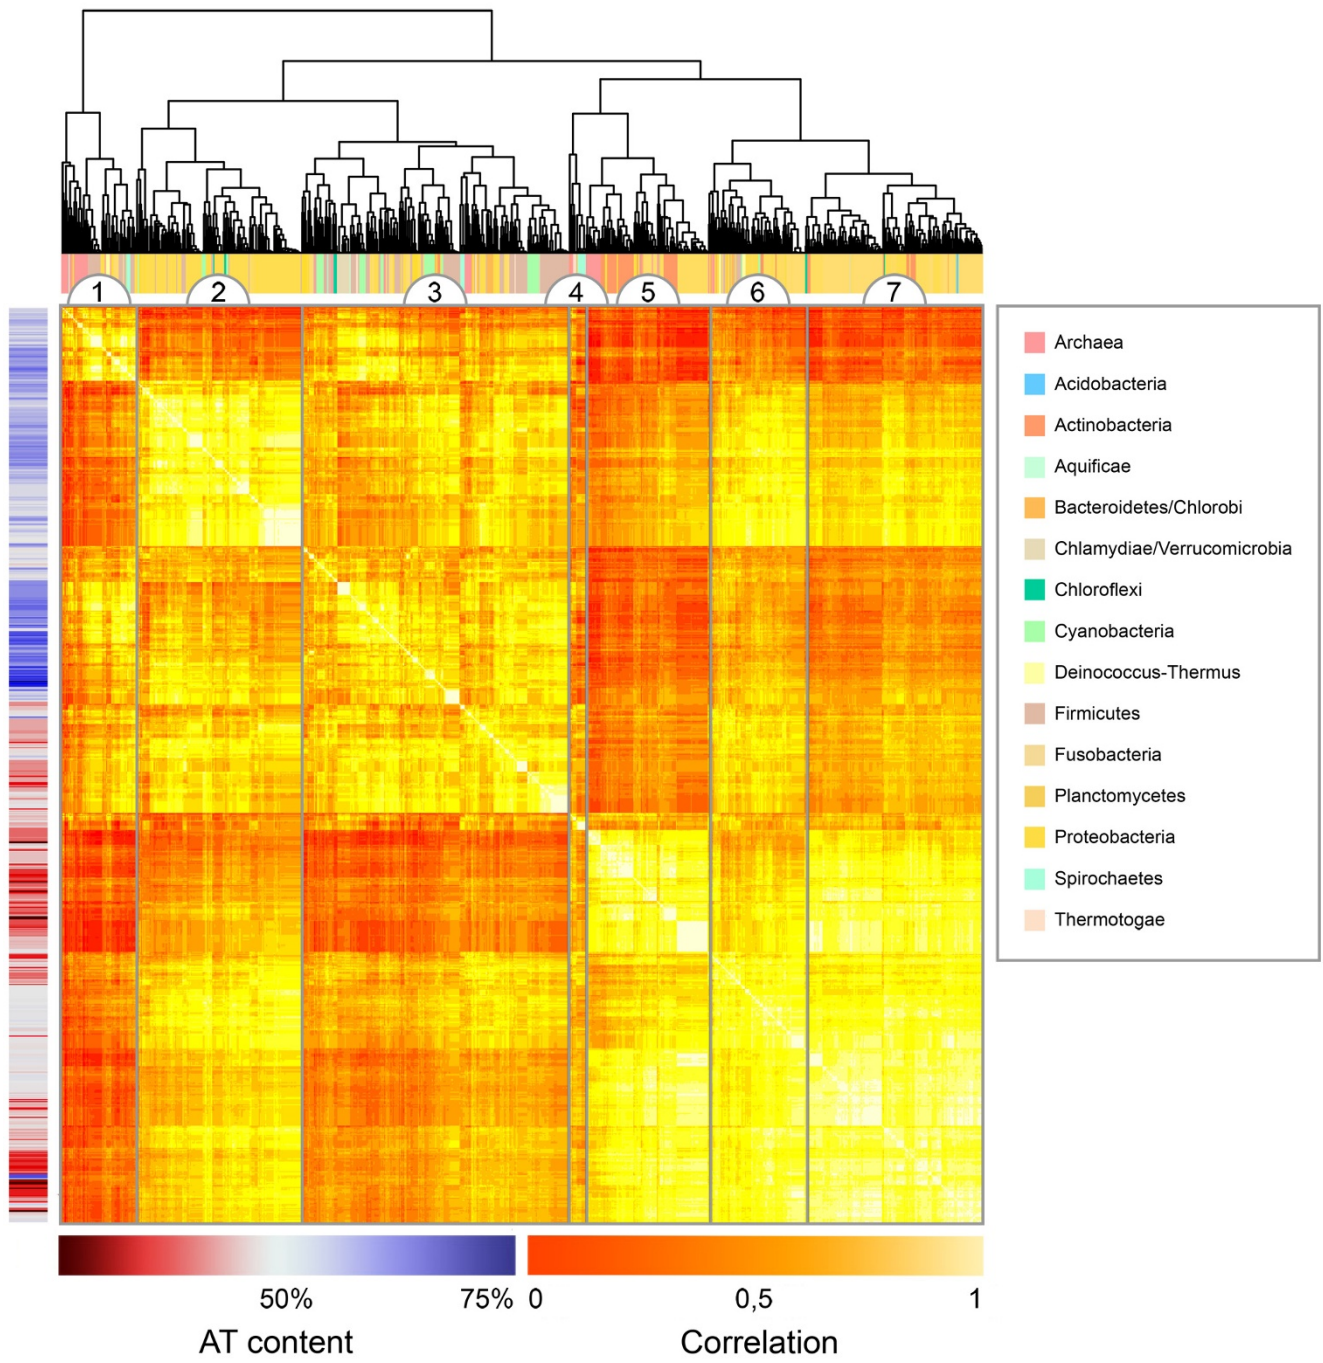 1 2 3 4 5 6 7
Archaea
Acidobacteria
Actinobacteria
Aquificae
Bacteroidetes/Chlorobi
Chlamydiae/Verrucomicrobia
Chloroflexi
Cyanobacteria
Deinococcus-Thermus
Firmicutes
Fusobacteria
Planctomycetes
Proteobacteria
Spirochaetes
Thermotogae
50% 75% 0 0,5 1
AT content Correlation